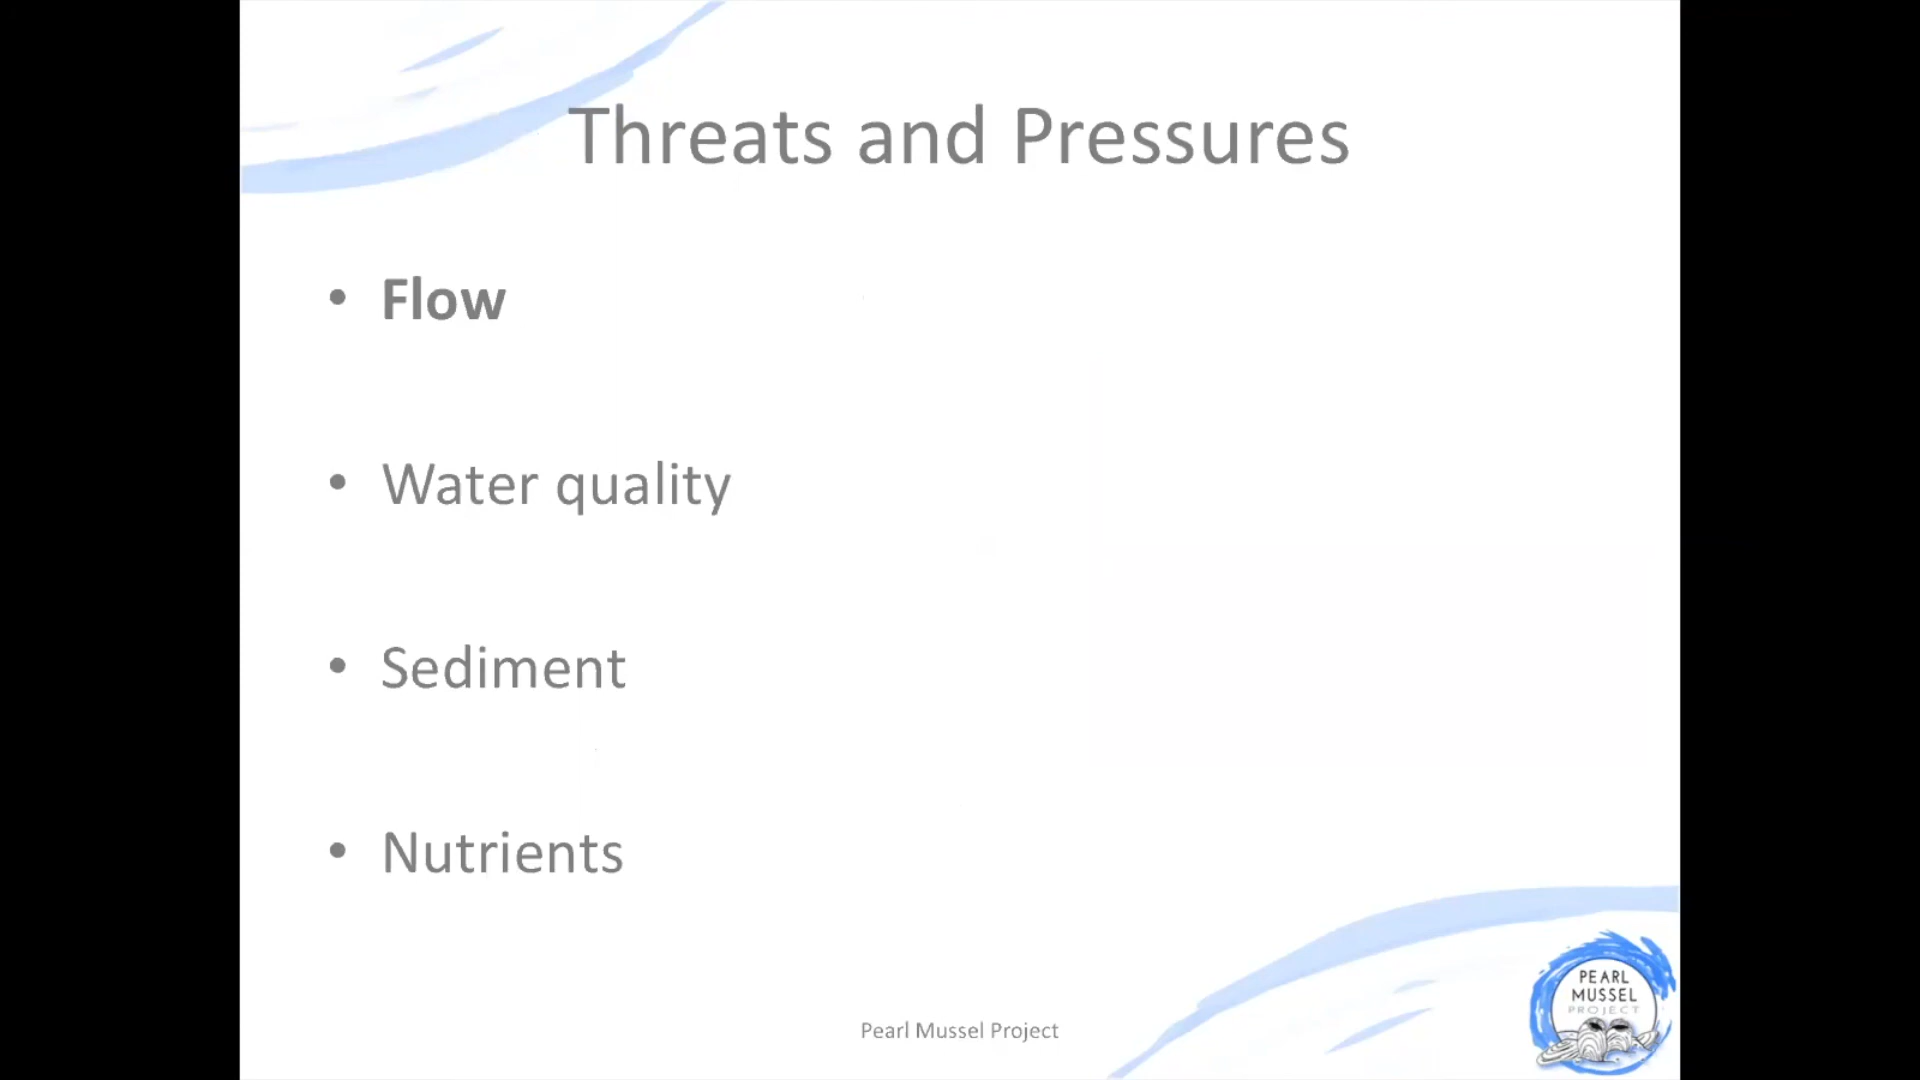 Threats and Pressures
• Flow
• Water quality
• Sediment
• Nutrients
Pearl Mussel Project
PEARL
MUSSEL
PROJECT